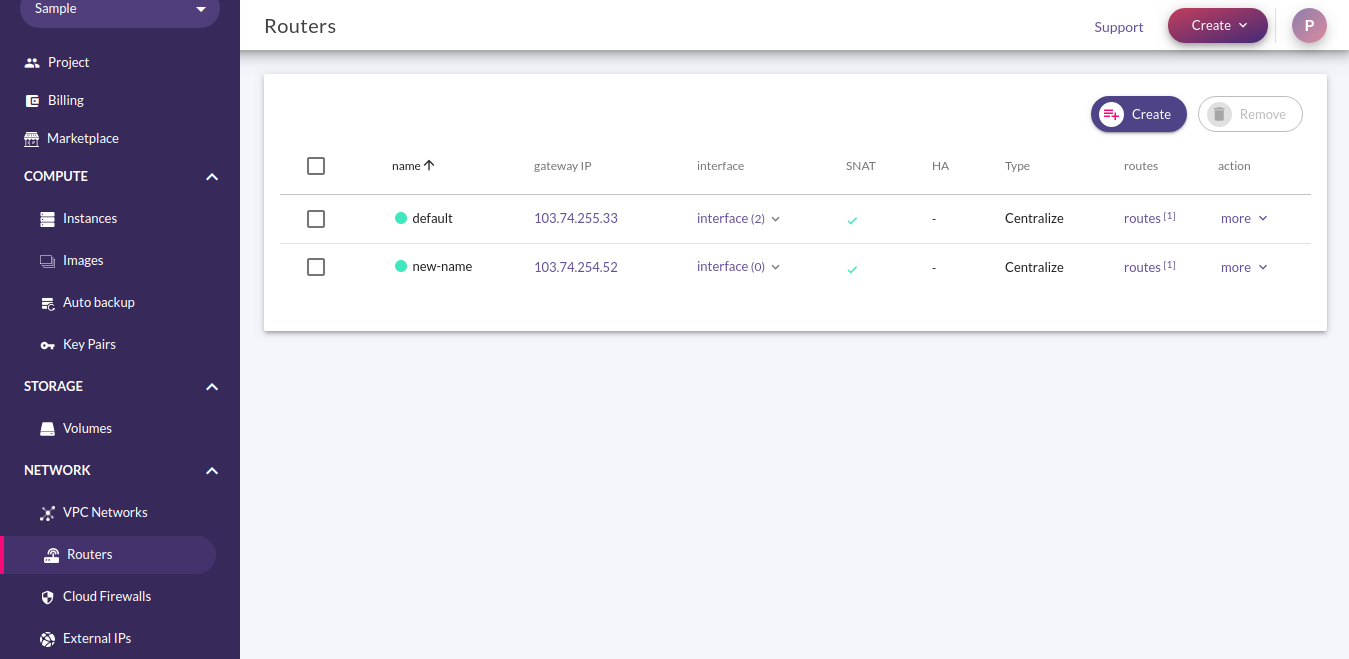 Sample
Project
Billing
Marketplace
COMPUTE
Instances
Images
Auto backup
Key Pairs
STORAGE
Volumes
NETWORK
VPC Networks
Routers
Cloud Firewalls
External IPs
Routers
Support
Create
P
Create
Remove
name gateway IP interface SNAT HA Type routes action
default 103.74.255.33 interface (2) - Centralize routes [1] more
new-name 103.74.254.52 interface (0) - Centralize routes [1] more